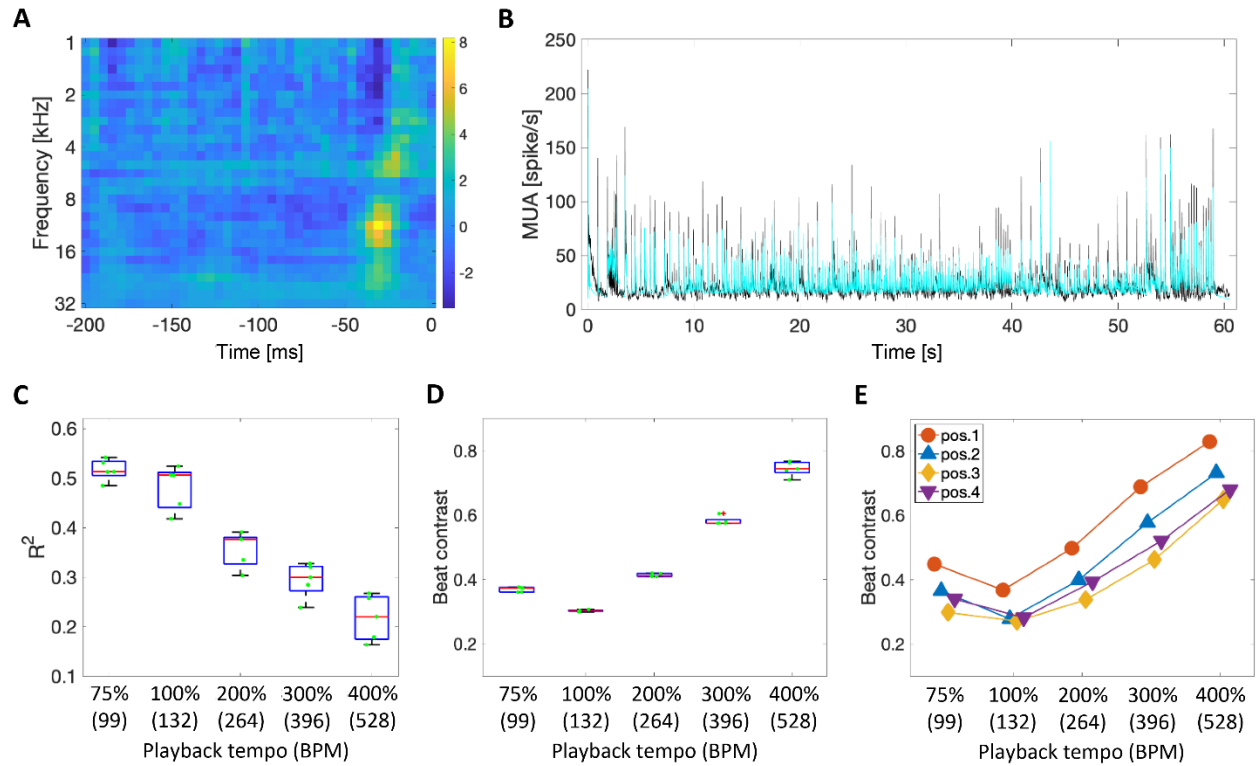 A
Frequency [kHz]
1
2
4
8
16
32
-200
-150
-100
-50
0
Time [ms]
8
6
4
2
0
-2
B
MUA [spike/s]
250
200
150
100
50
0
0
10
20
30
40
50
60
Time [s]
C
R2
0.6
0.5
0.4
0.3
0.2
0.1
75% 100% 200% 300% 400%
(99) (132) (264) (396) (528)
Playback tempo (BPM)
D
Beat contrast
0.8
0.6
0.4
0.2
75% 100% 200% 300% 400%
(99) (132) (264) (396) (528)
Playback tempo (BPM)
E
Beat contrast
0.8
0.6
0.4
0.2
pos.1
pos.2
pos.3
pos.4
75% 100% 200% 300% 400%
(99) (132) (264) (396) (528)
Playback tempo (BPM)